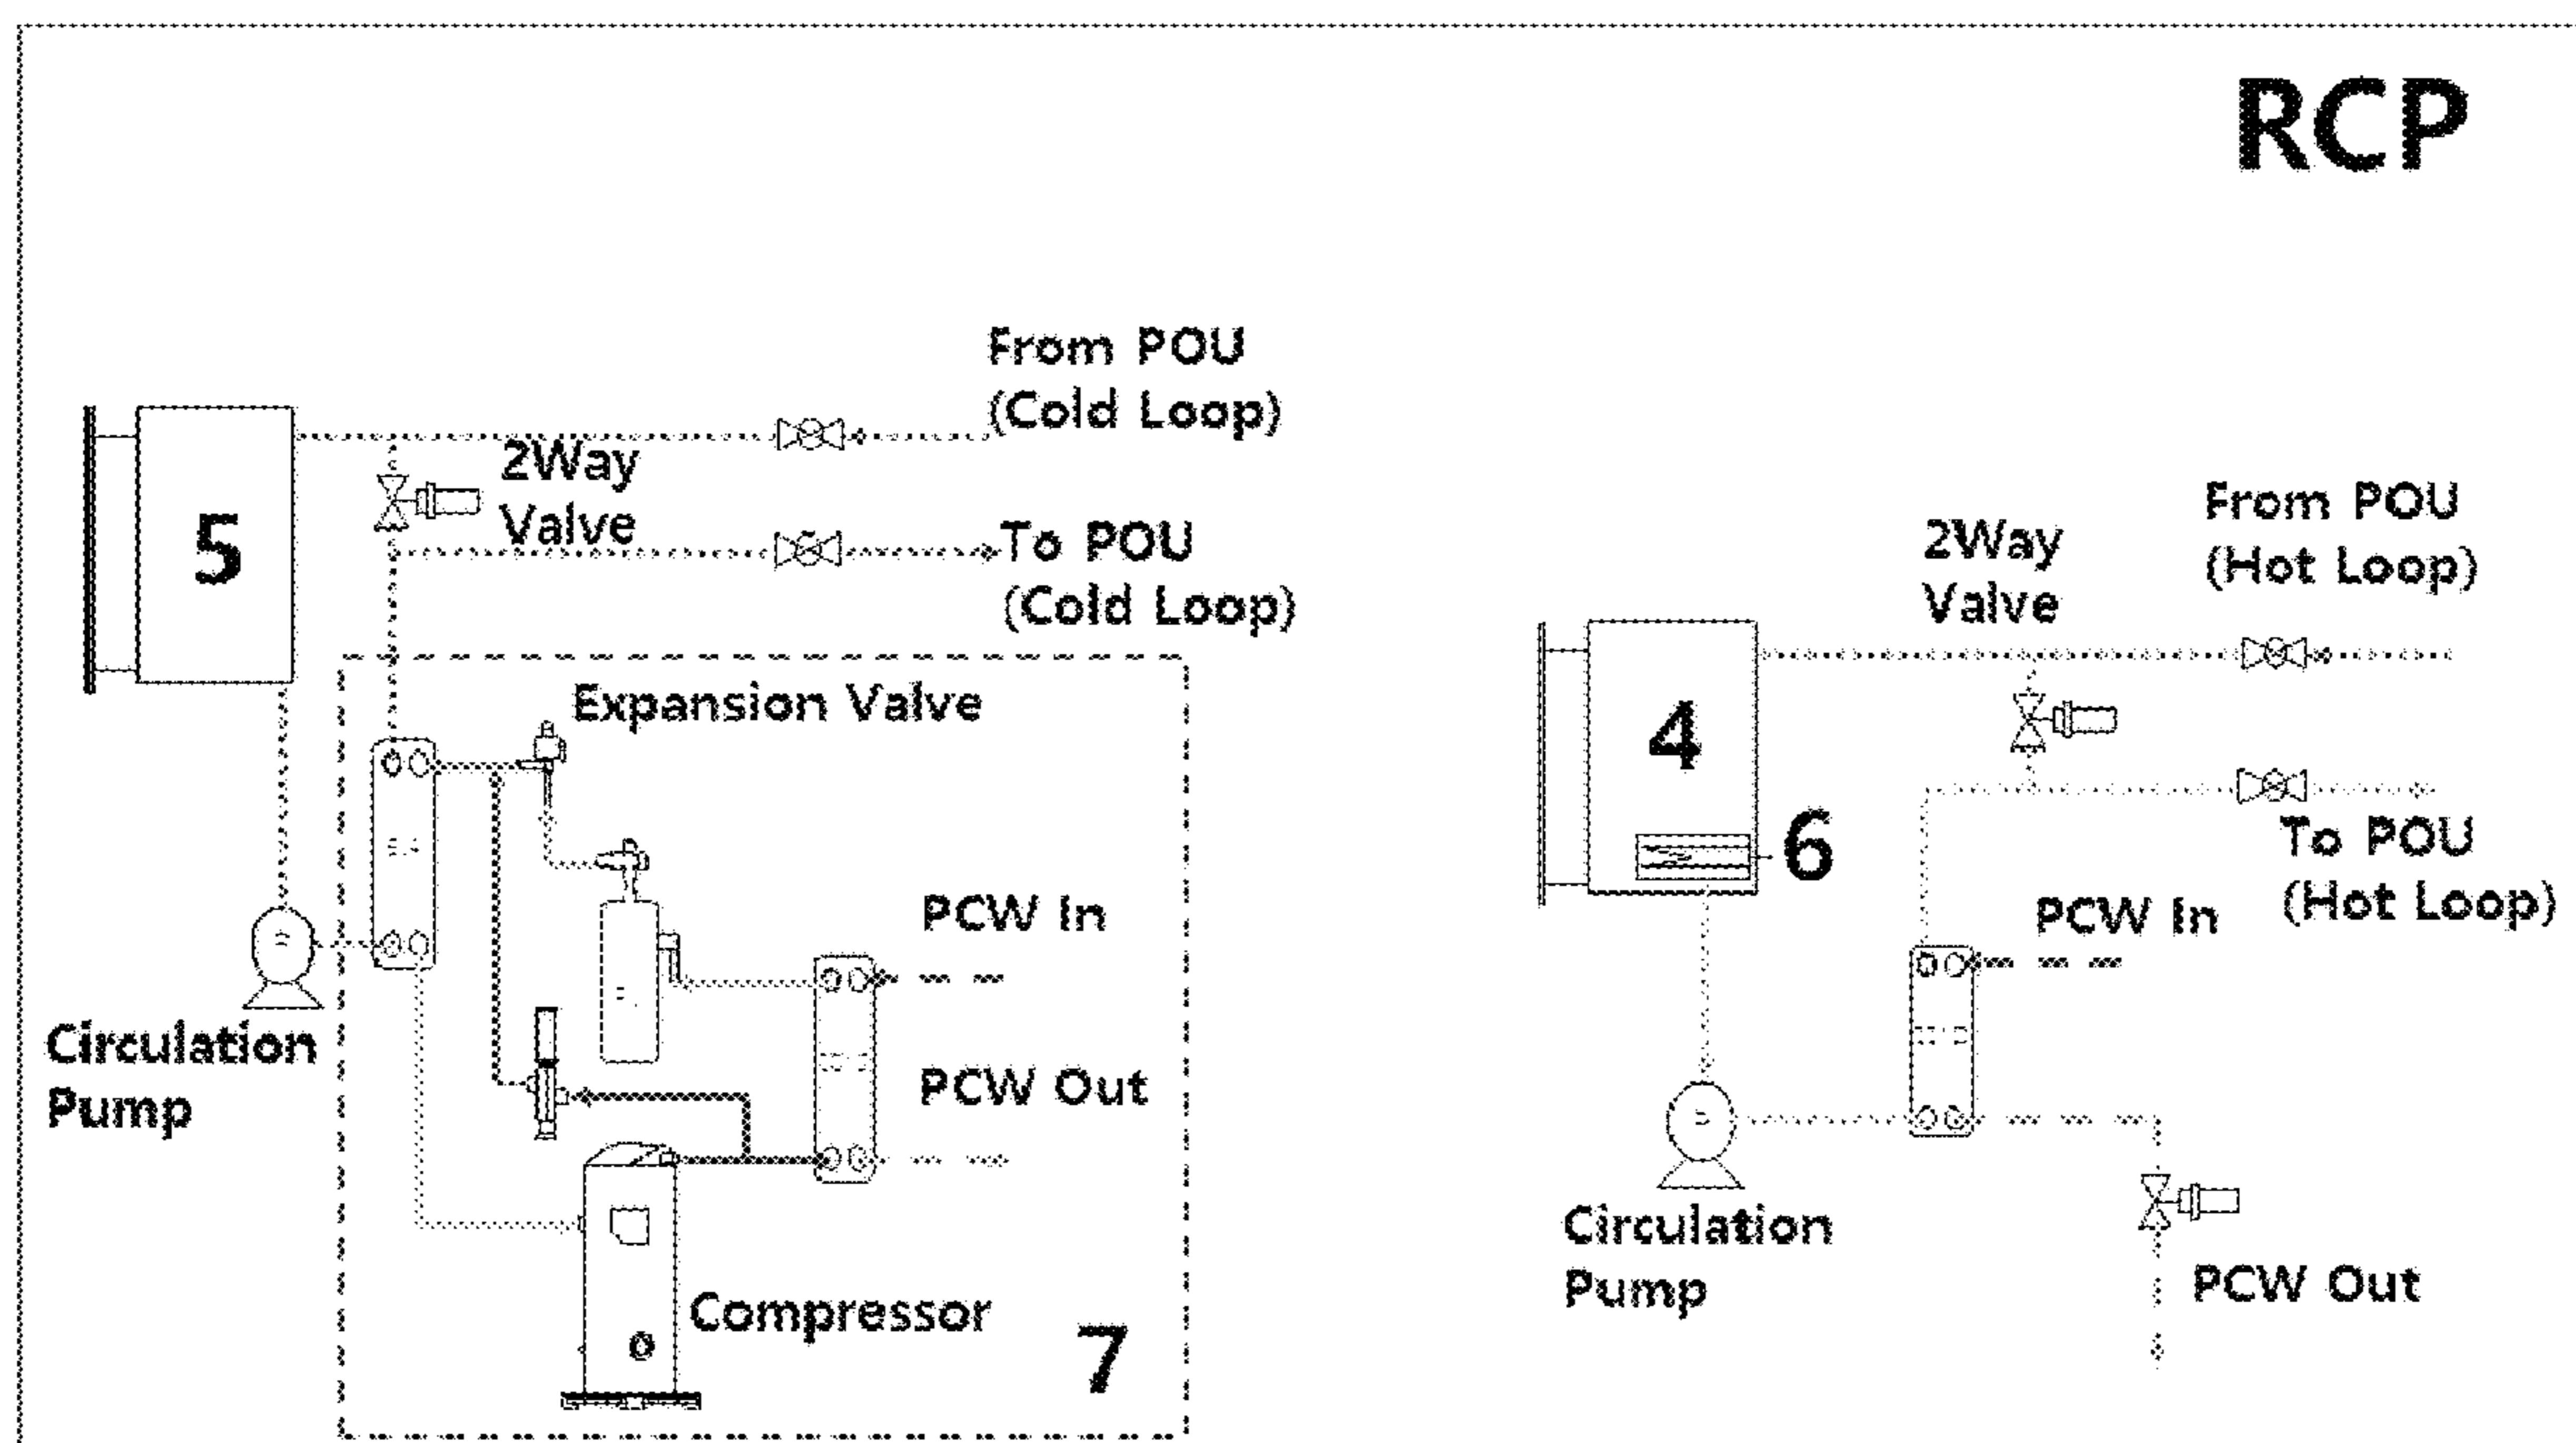 RCP
From POU
(Cold Loop)
2Way
Valve
5
To POU
(Cold Loop)
Expansion Valve
PCW In
PCW Out
Circulation
Pump
Compressor
7
From POU
(Hot Loop)
2Way
Valve
4
6
To POU
(Hot Loop)
PCW In
Circulation
Pump
PCW Out